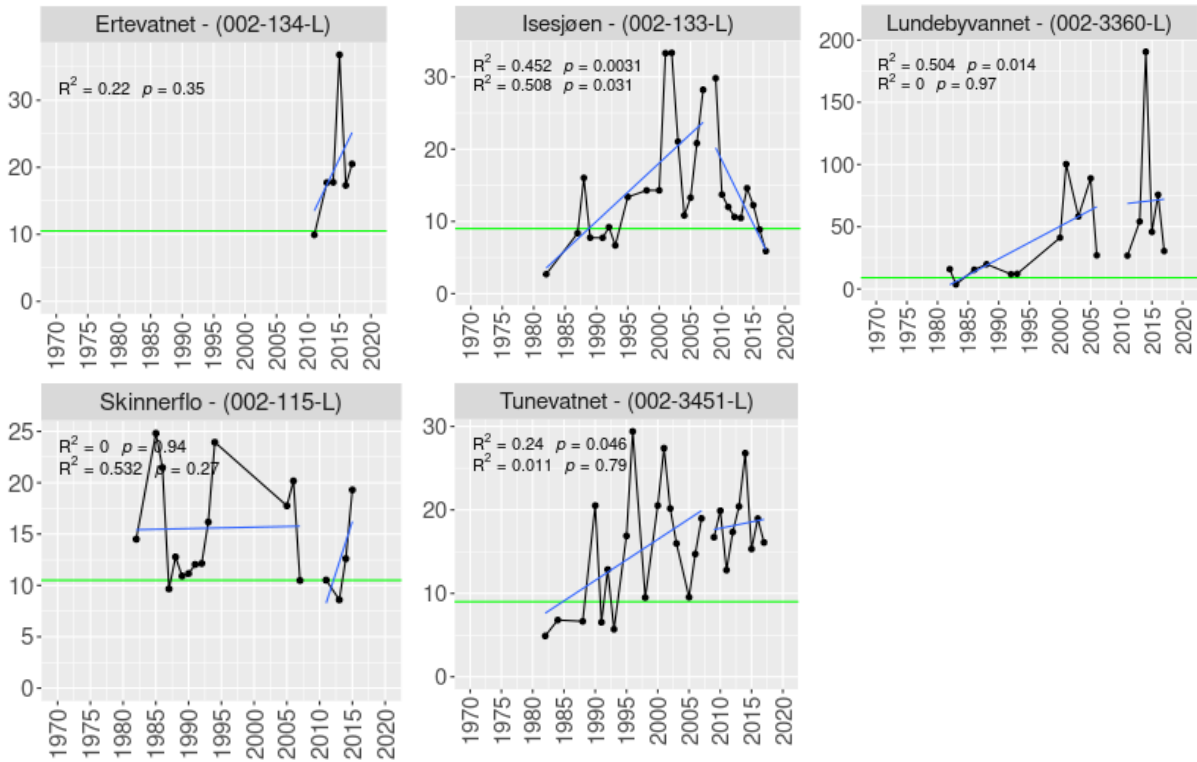 Ertevatnet - (002-134-L)
R² = 0.22 p = 0.35
30
20
10
0
1970 1975 1980 1985 1990 1995 2000 2005 2010 2015 2020
Isesjøen - (002-133-L)
R² = 0.452 p = 0.0031
R² = 0.508 p = 0.031
30
20
10
0
1970 1975 1980 1985 1990 1995 2000 2005 2010 2015 2020
Lundebyvannet - (002-3360-L)
200
R² = 0.504 p = 0.014
R² = 0 p = 0.97
150
100
50
0
1970 1975 1980 1985 1990 1995 2000 2005 2010 2015 2020
Skinnerflo - (002-115-L)
25
R² = 0 p = 0.94
R² = 0.532 p = 0.27
20
15
10
5
0
1970 1975 1980 1985 1990 1995 2000 2005 2010 2015 2020
Tunevatnet - (002-3451-L)
30
R² = 0.24 p = 0.046
R² = 0.011 p = 0.79
20
10
0
1970 1975 1980 1985 1990 1995 2000 2005 2010 2015 2020